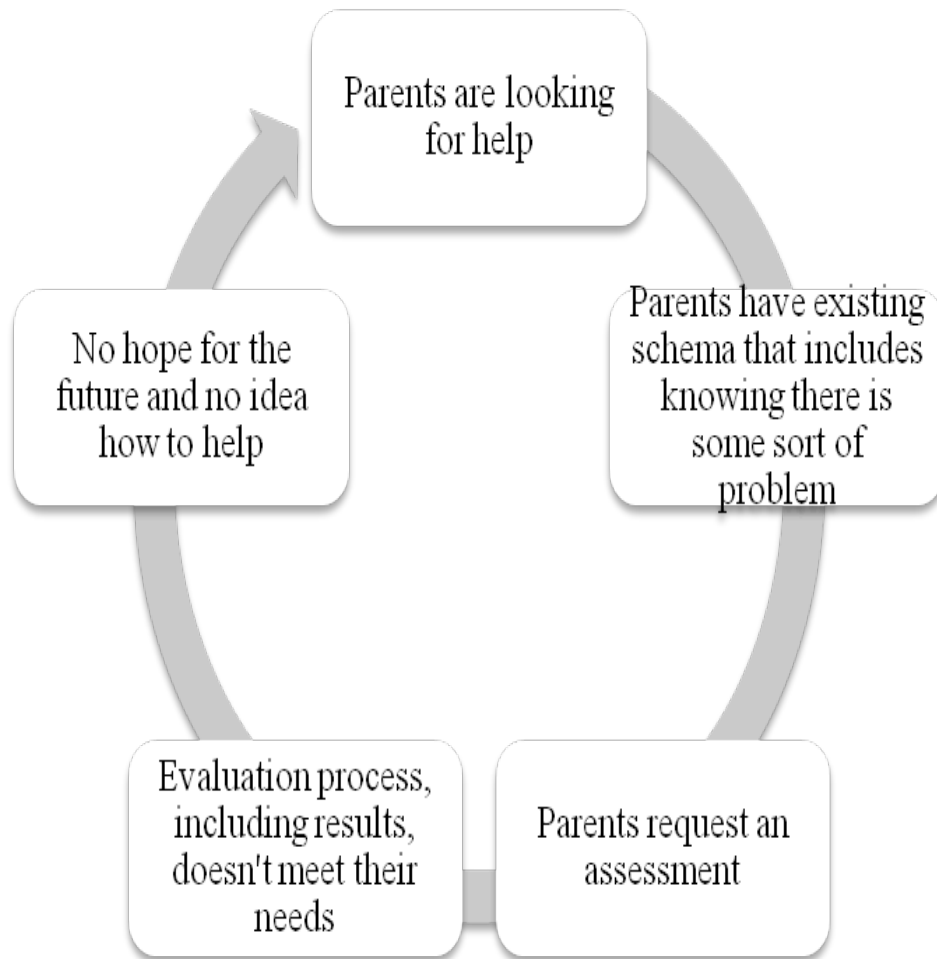 Parents are looking
for help
Parents have existing
schema that includes
knowing there is
some sort of
problem
Parents request an
assessment
Evaluation process,
including results,
doesn't meet their
needs
No hope for the
future and no idea
how to help